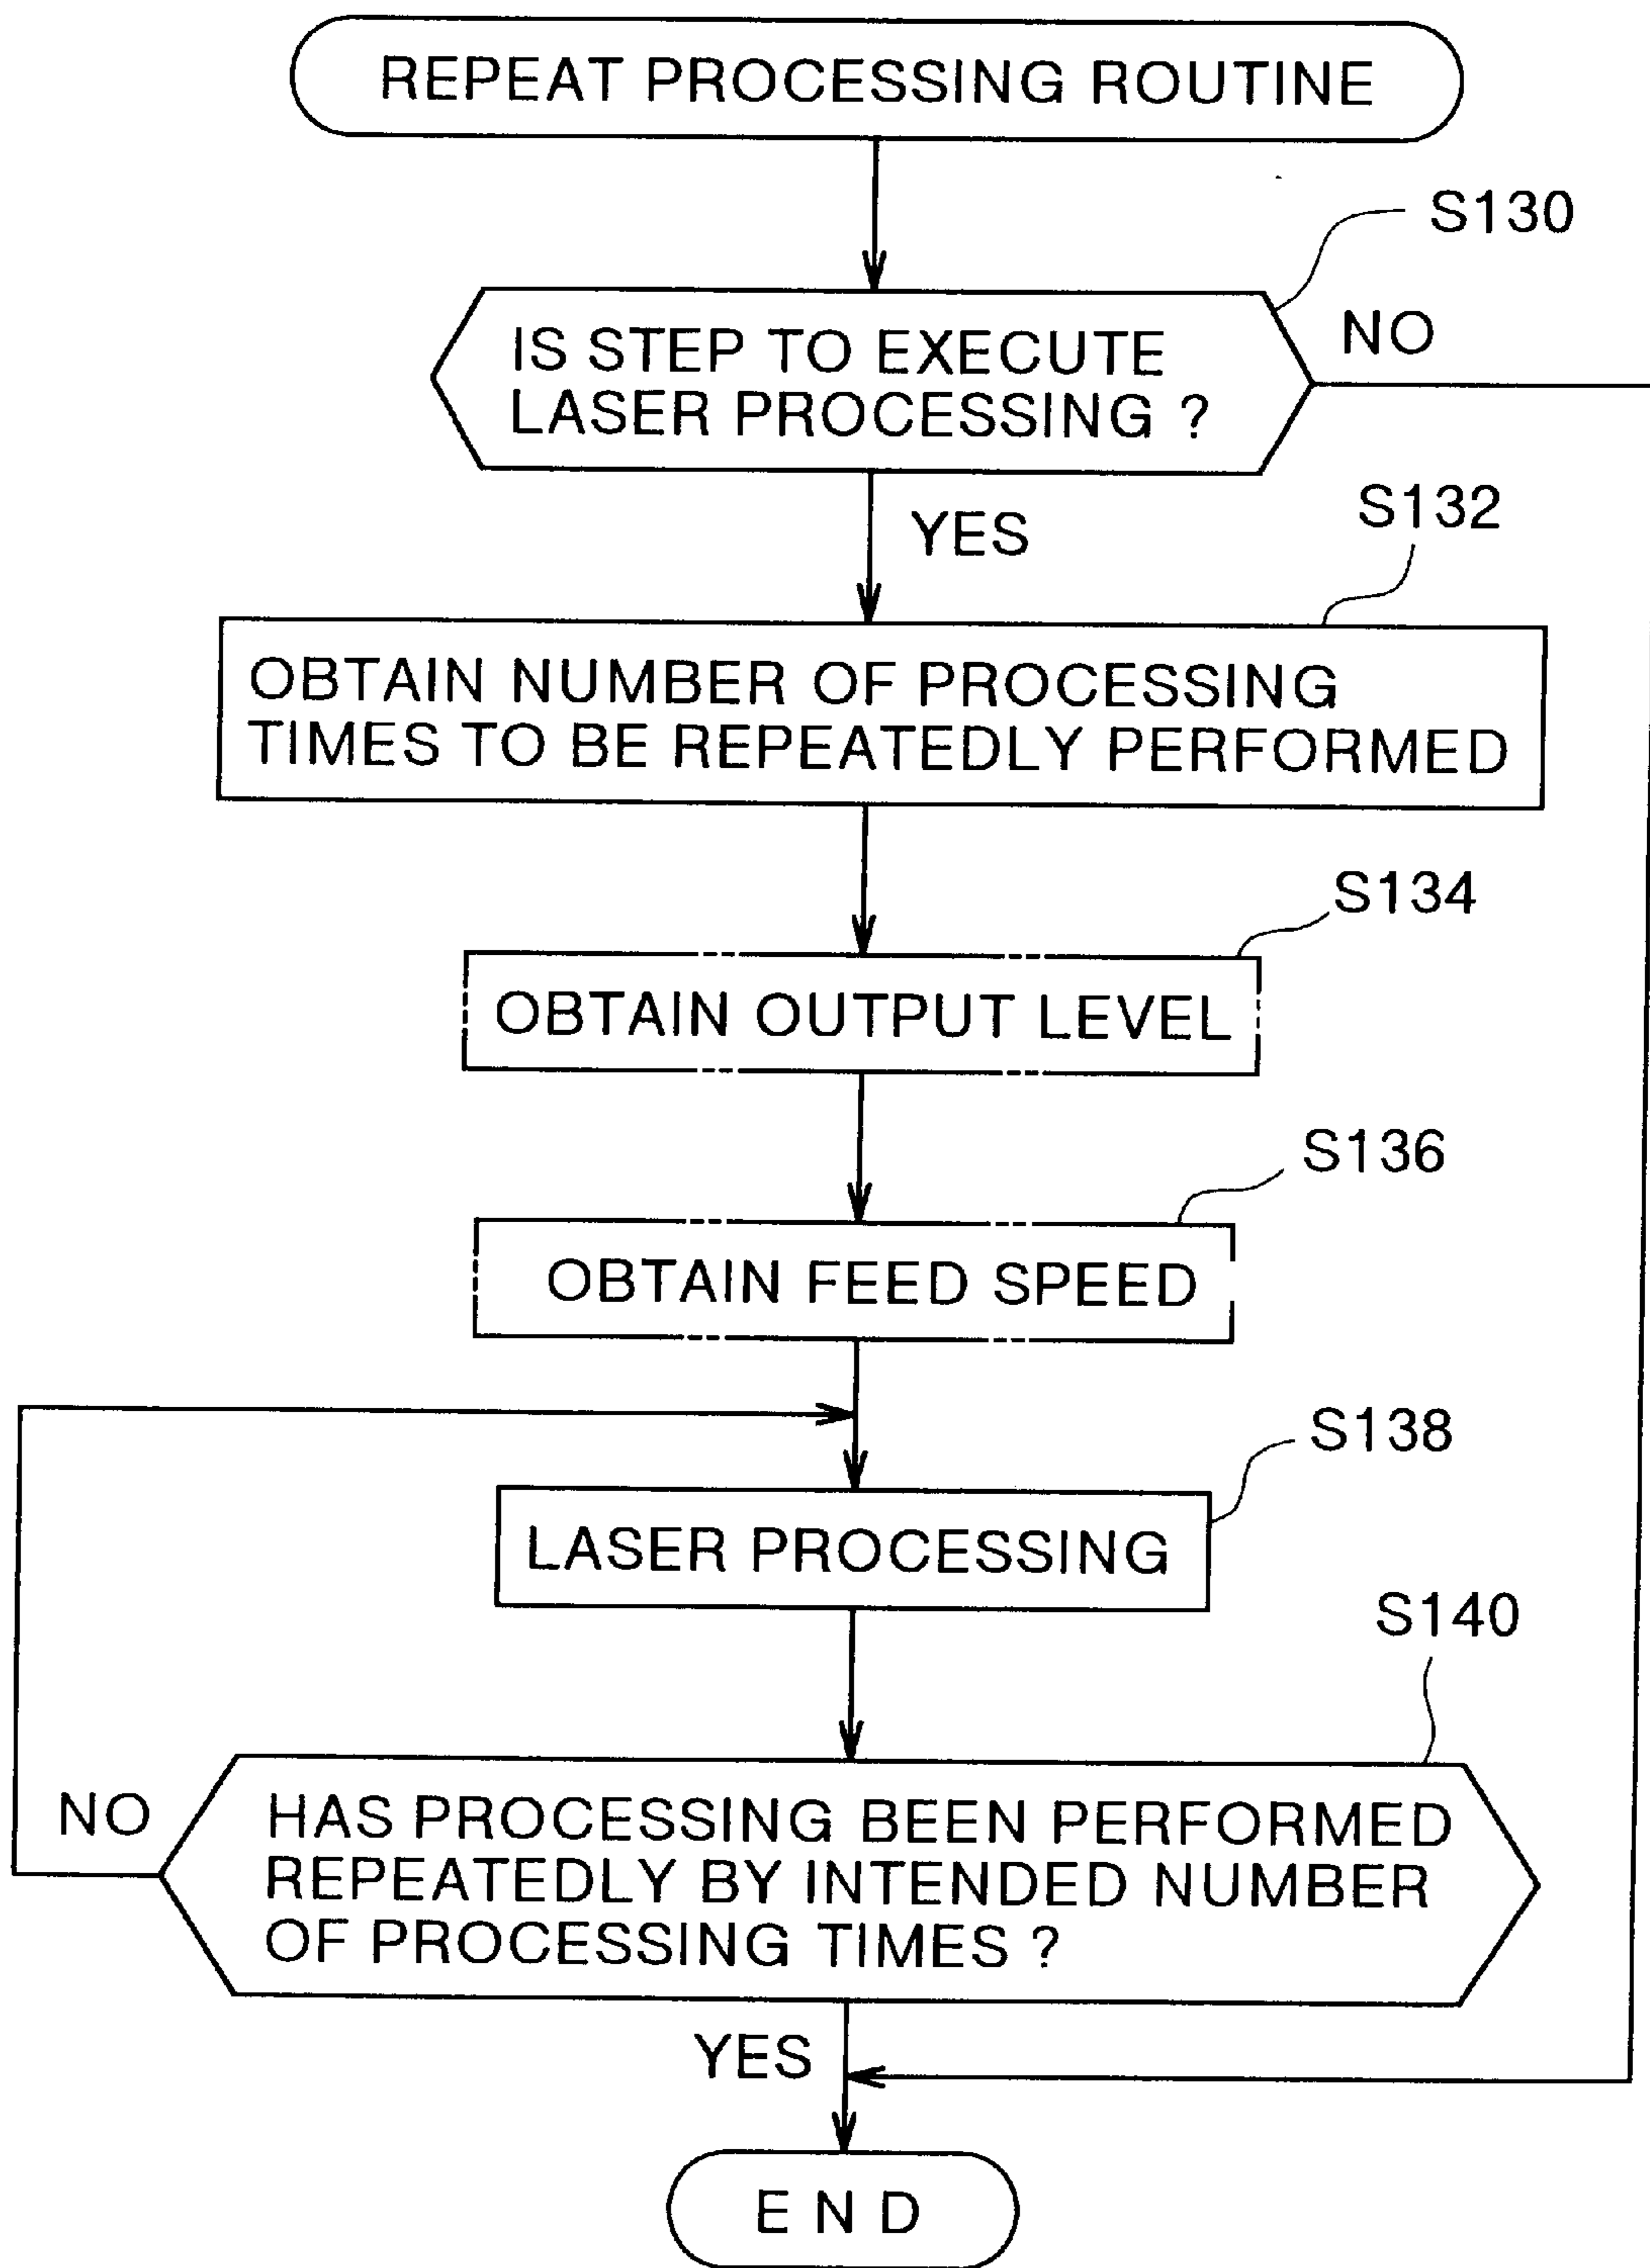 REPEAT PROCESSING ROUTINE
S130
IS STEP TO EXECUTE
LASER PROCESSING ?
NO
YES
S132
OBTAIN NUMBER OF PROCESSING
TIMES TO BE REPEATEDLY PERFORMED
S134
OBTAIN OUTPUT LEVEL
S136
OBTAIN FEED SPEED
S138
LASER PROCESSING
S140
HAS PROCESSING BEEN PERFORMED
REPEATEDLY BY INTENDED NUMBER
OF PROCESSING TIMES ?
NO
YES
END